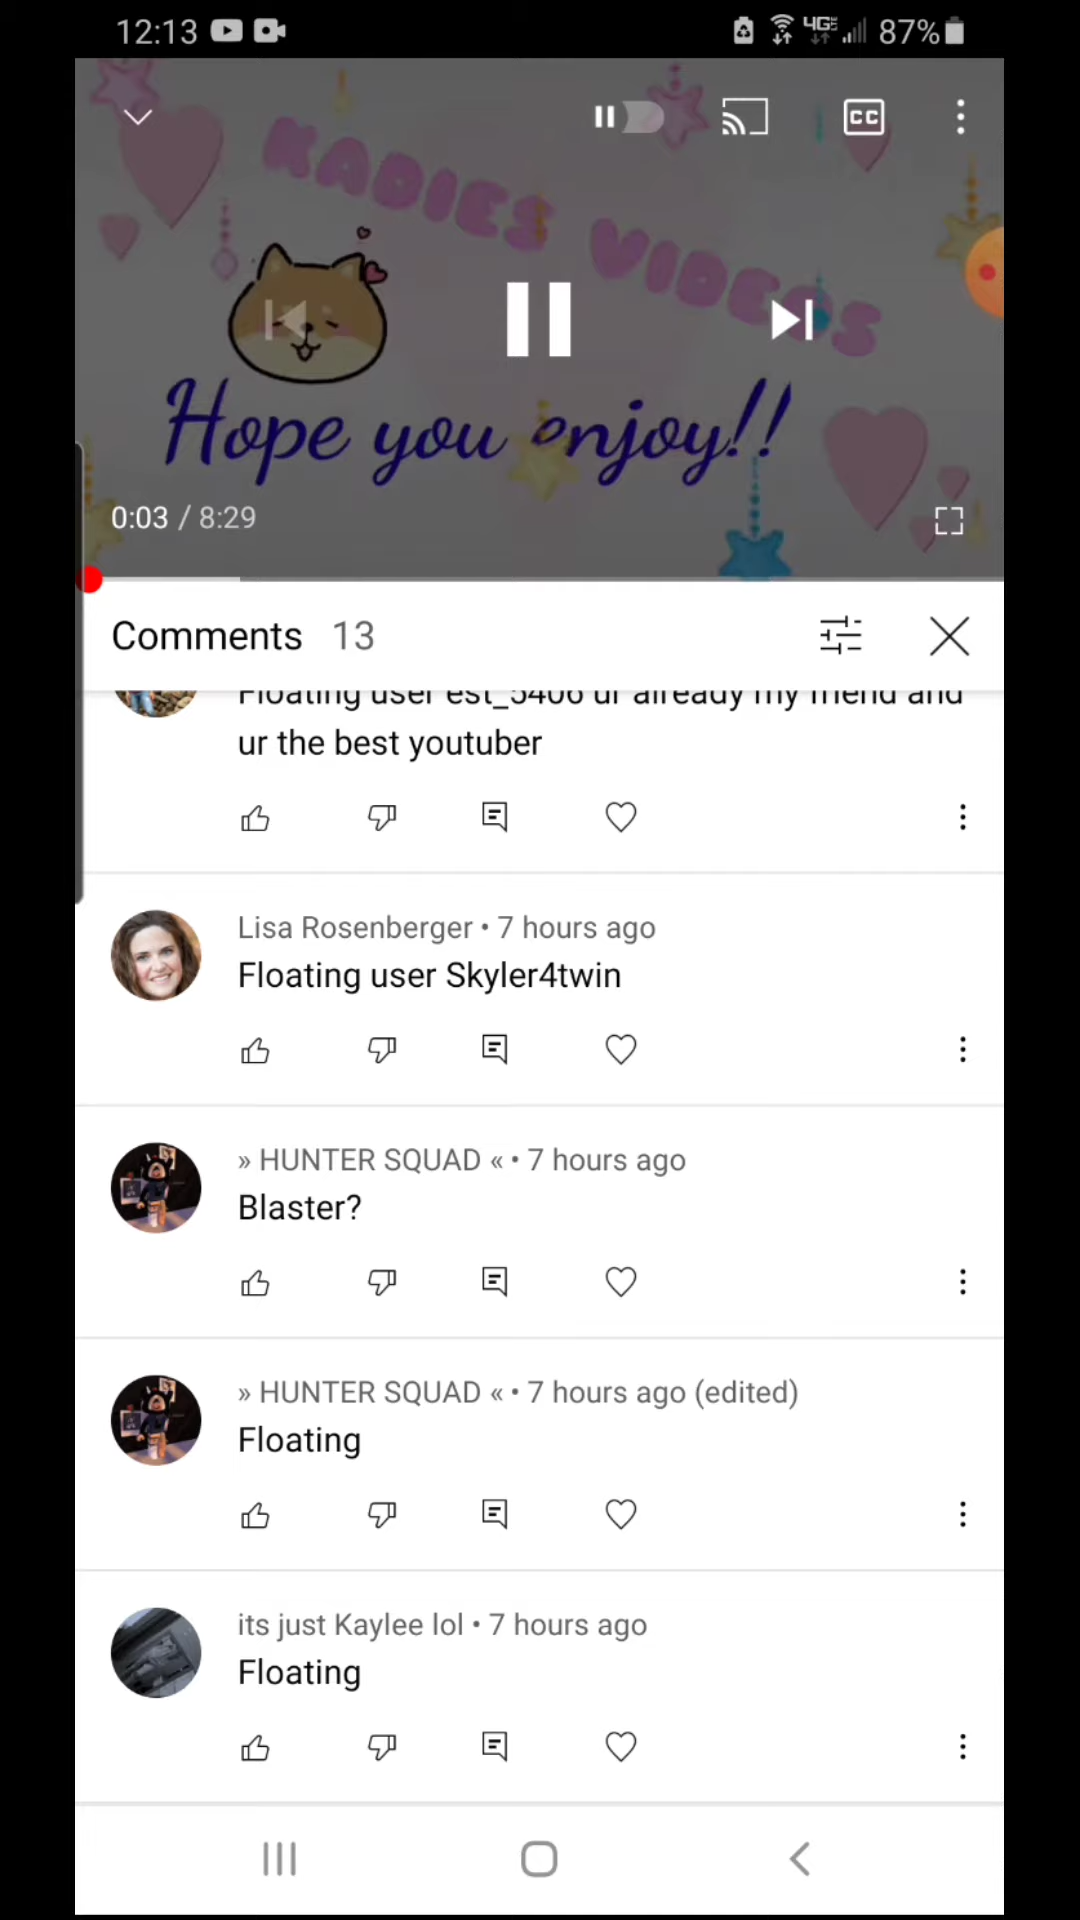 12:13 4GE 87%
KADIES VIDEOS
CC
Hope you enjoy!!
0:03 / 8:29
Comments 13
Floating user est_5406 ur already my friend and
ur the best youtuber
Lisa Rosenberger • 7 hours ago
Floating user Skyler4twin
» HUNTER SQUAD « • 7 hours ago
Blaster?
» HUNTER SQUAD « • 7 hours ago (edited)
Floating
its just Kaylee lol • 7 hours ago
Floating